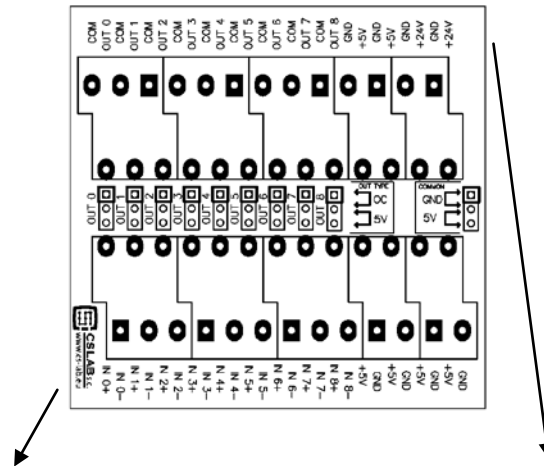 COM
OUT 0
COM
OUT 1
COM
OUT 2
COM
OUT 3
COM
OUT 4
COM
OUT 5
COM
OUT 6
COM
OUT 7
COM
OUT 8
GND
+5V
GND
+5V
GND
+24V
GND
+24V
OUT 0
OUT 1
OUT 2
OUT 3
OUT 4
OUT 5
OUT 6
OUT 7
OUT 8
OUT TYPE
OC
5V
COMMON
GND
5V
CSLAB s.c.
www.cs-lab.eu
IN 0+
IN 0-
IN 1+
IN 1-
IN 2+
IN 2-
IN 3+
IN 3-
IN 4+
IN 4-
IN 5+
IN 5-
IN 6+
IN 6-
IN 7+
IN 7-
IN 8+
IN 8-
+5V
GND
+5V
GND
+5V
GND
+5V
GND